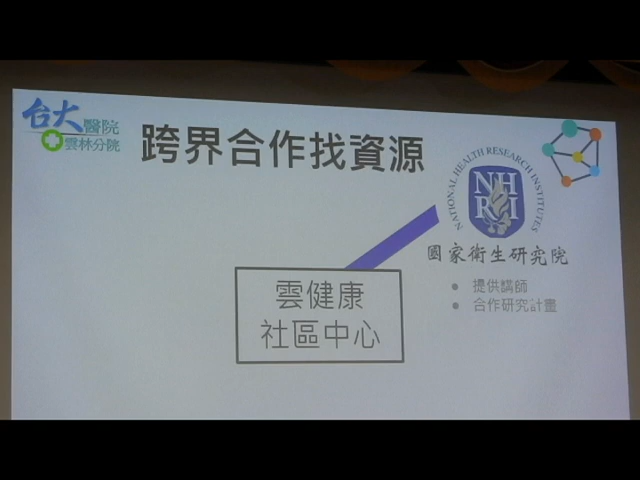 台大醫院
雲林分院
跨界合作找資源
NATIONAL HEALTH RESEARCH INSTITUTES
NH
RI
國家衛生研究院
• 提供講師
• 合作研究計畫
雲健康
社區中心